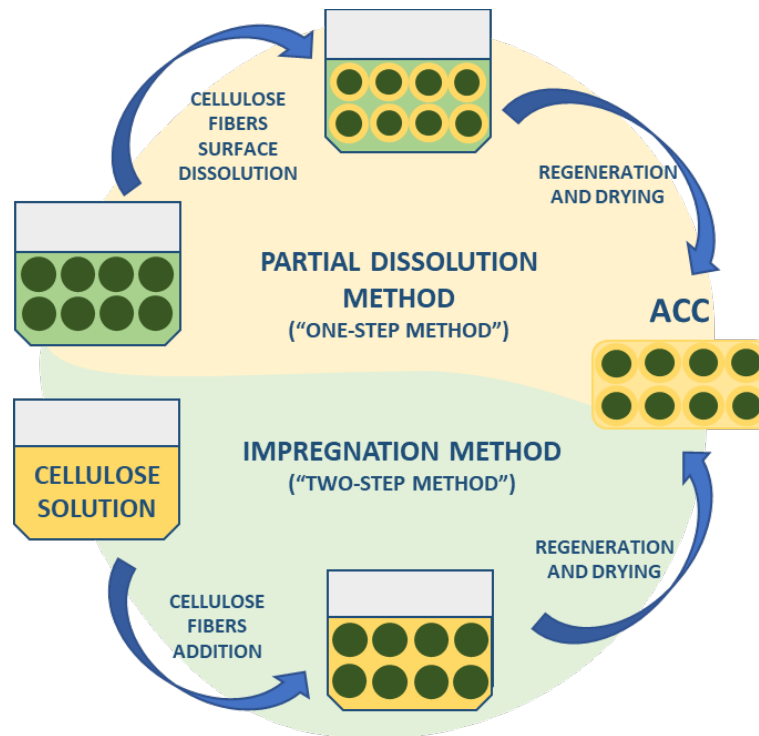 CELLULOSE
FIBERS
SURFACE
DISSOLUTION
REGENERATION
AND DRYING
PARTIAL DISSOLUTION
METHOD
(“ONE-STEP METHOD”)
ACC
CELLULOSE
SOLUTION
IMPREGNATION METHOD
(“TWO-STEP METHOD”)
REGENERATION
AND DRYING
CELLULOSE
FIBERS
ADDITION